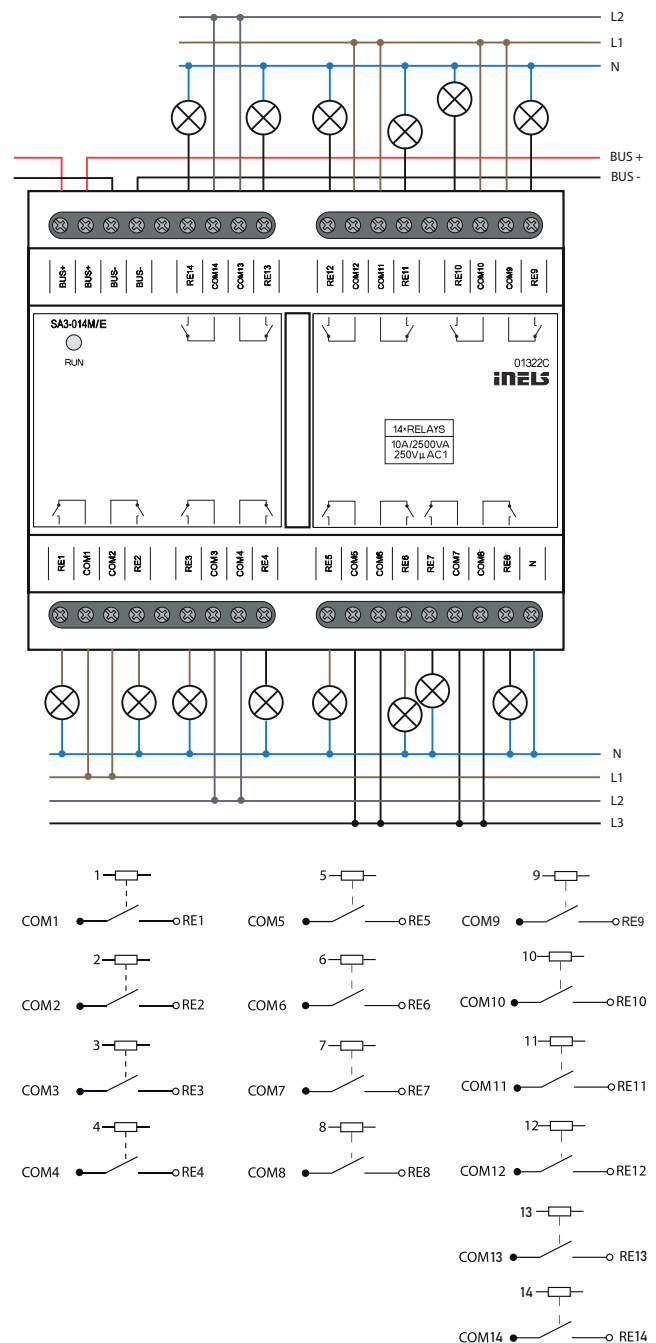 L2
L1
N
BUS +
BUS -
BUS+ BUS+ BUS- BUS- RE14 COM14 COM13 RE13 RE12 COM12 COM11 RE11 RE10 COM10 COM9 RE9
SA3-014M/E
RUN
01322C
iNELS
14×RELAYS
10A/2500VA
250Vµ AC1
RE1 COM1 COM2 RE2 RE3 COM3 COM4 RE4 RE5 COM5 COM6 RE6 RE7 COM7 COM8 RE8 N
N
L1
L2
L3
1 5 9
COM1 RE1 COM5 RE5 COM9 RE9
2 6 10
COM2 RE2 COM6 RE6 COM10 RE10
3 7 11
COM3 RE3 COM7 RE7 COM11 RE11
4 8 12
COM4 RE4 COM8 RE8 COM12 RE12
13
COM13 RE13
14
COM14 RE14